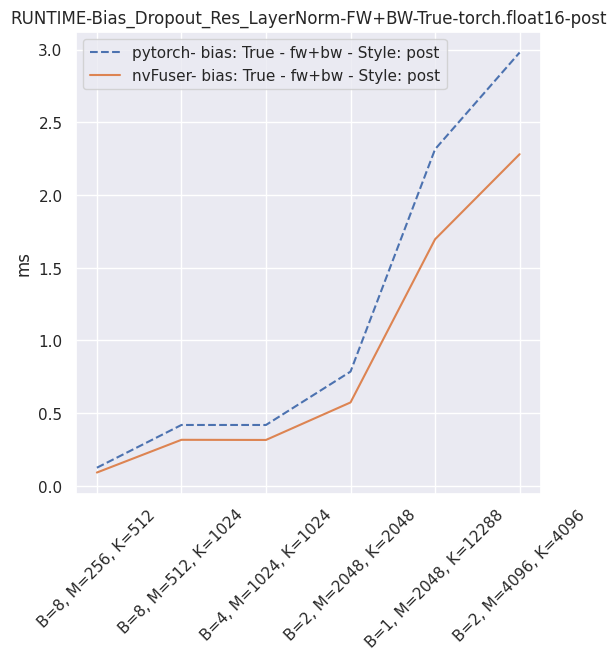 RUNTIME-Bias_Dropout_Res_LayerNorm-FW+BW-True-torch.float16-post
pytorch- bias: True - fw+bw - Style: post
nvFuser- bias: True - fw+bw - Style: post
3.0
2.5
2.0
1.5
1.0
0.5
0.0
ms
B=8, M=256, K=512
B=8, M=512, K=1024
B=4, M=1024, K=1024
B=2, M=2048, K=2048
B=1, M=2048, K=12288
B=2, M=4096, K=4096